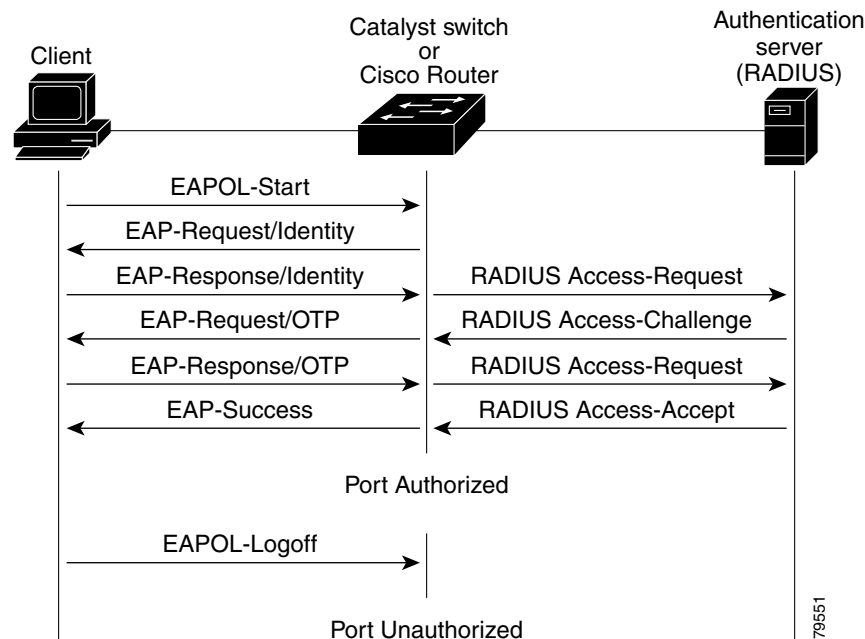 Client
Catalyst switch
or
Cisco Router
Authentication
server
(RADIUS)
EAPOL-Start
EAP-Request/Identity
EAP-Response/Identity
RADIUS Access-Request
EAP-Request/OTP
RADIUS Access-Challenge
EAP-Response/OTP
RADIUS Access-Request
EAP-Success
RADIUS Access-Accept
Port Authorized
EAPOL-Logoff
Port Unauthorized
79551